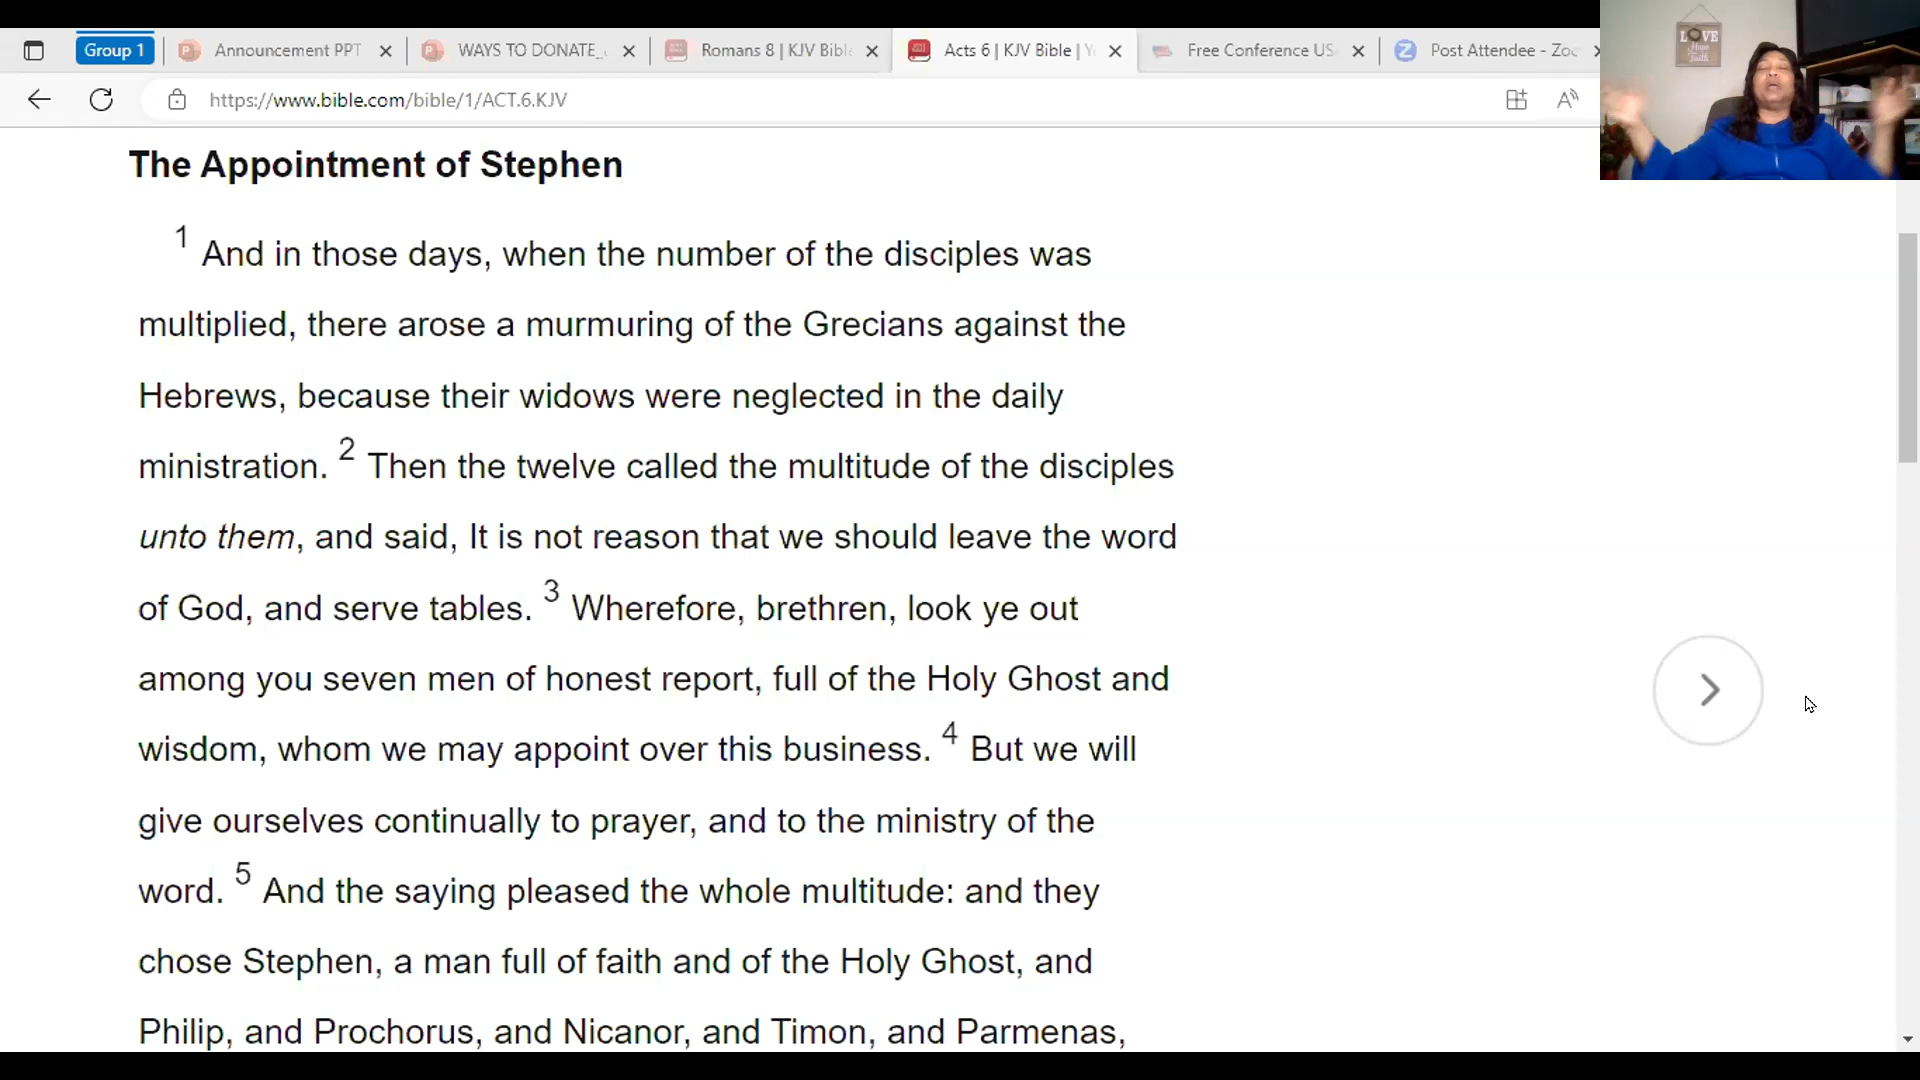 Group 1
Announcement PPT
WAYS TO DONATE_
Romans 8 | KJV Bible
Acts 6 | KJV Bible | Y
Free Conference US
Post Attendee - Zoo
https://www.bible.com/bible/1/ACT.6.KJV
LOVE
Hope
Faith
The Appointment of Stephen
1 And in those days, when the number of the disciples was
multiplied, there arose a murmuring of the Grecians against the
Hebrews, because their widows were neglected in the daily
ministration. 2 Then the twelve called the multitude of the disciples
unto them, and said, It is not reason that we should leave the word
of God, and serve tables. 3 Wherefore, brethren, look ye out
among you seven men of honest report, full of the Holy Ghost and
wisdom, whom we may appoint over this business. 4 But we will
give ourselves continually to prayer, and to the ministry of the
word. 5 And the saying pleased the whole multitude: and they
chose Stephen, a man full of faith and of the Holy Ghost, and
Philip, and Prochorus, and Nicanor, and Timon, and Parmenas,